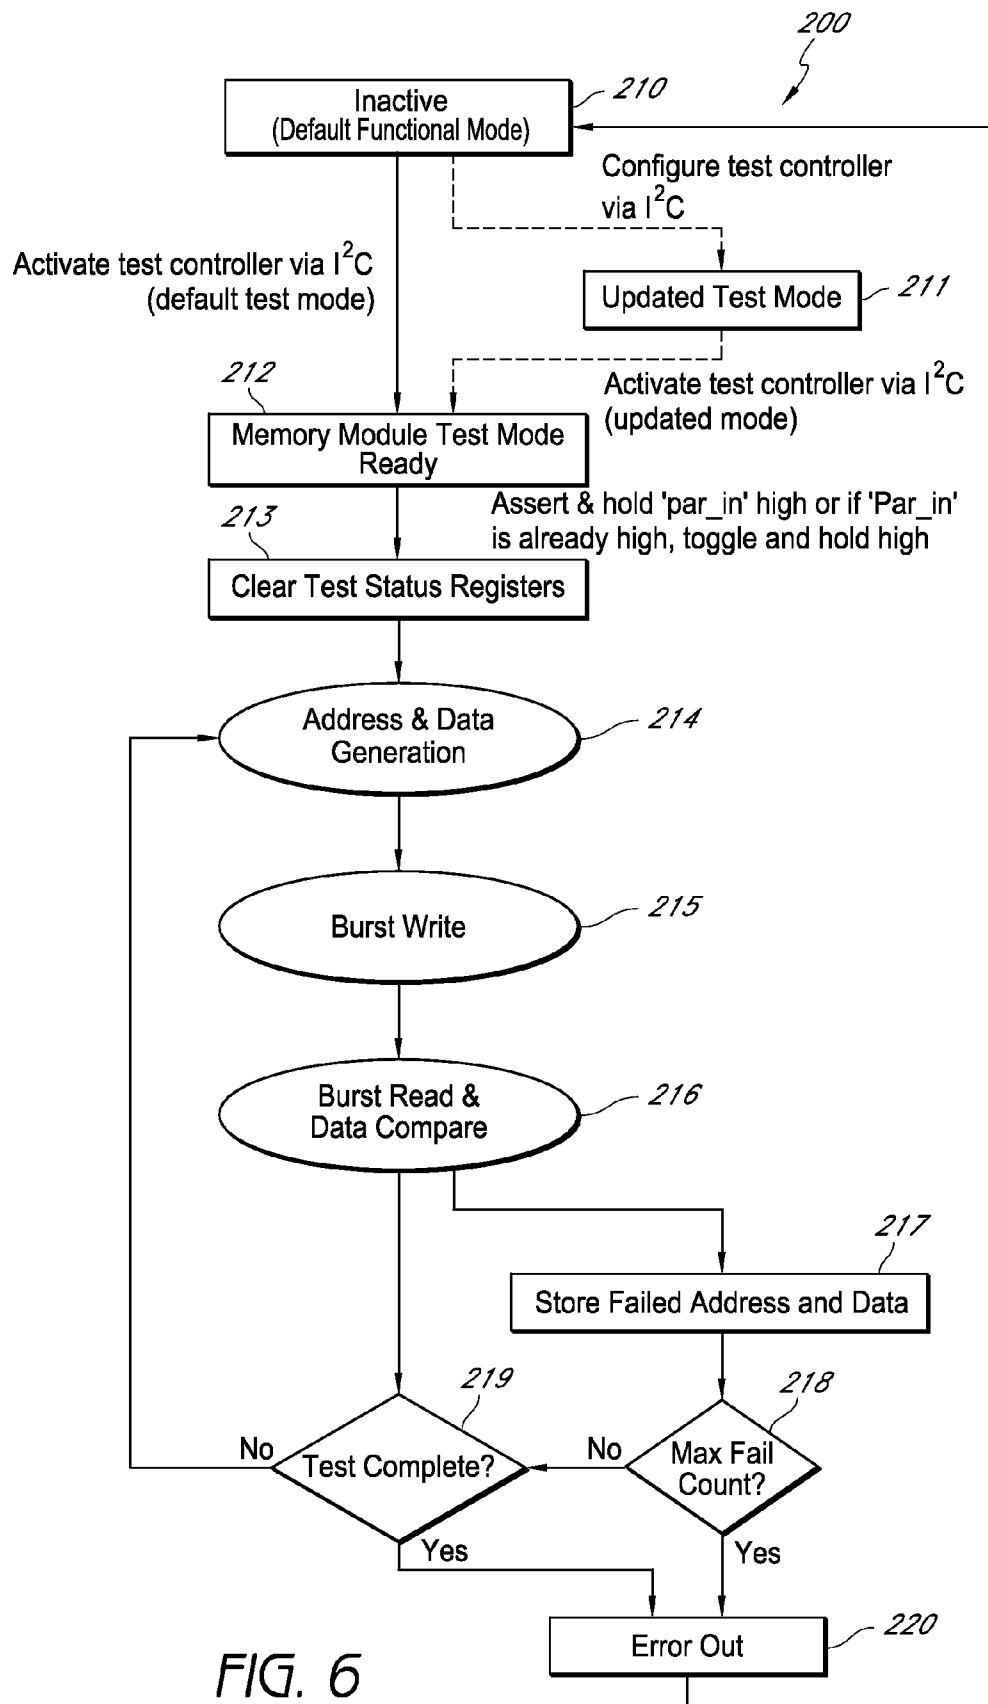 200
Inactive
(Default Functional Mode)
210
Configure test controller
via I²C
Activate test controller via I²C
(default test mode)
Updated Test Mode
211
Activate test controller via I²C
(updated mode)
212
Memory Module Test Mode
Ready
Assert & hold 'par_in' high or if 'Par_in'
is already high, toggle and hold high
213
Clear Test Status Registers
Address & Data
Generation
214
Burst Write
215
Burst Read &
Data Compare
216
217
Store Failed Address and Data
219
Test Complete?
No
Yes
218
Max Fail
Count?
No
Yes
Error Out
220
FIG. 6